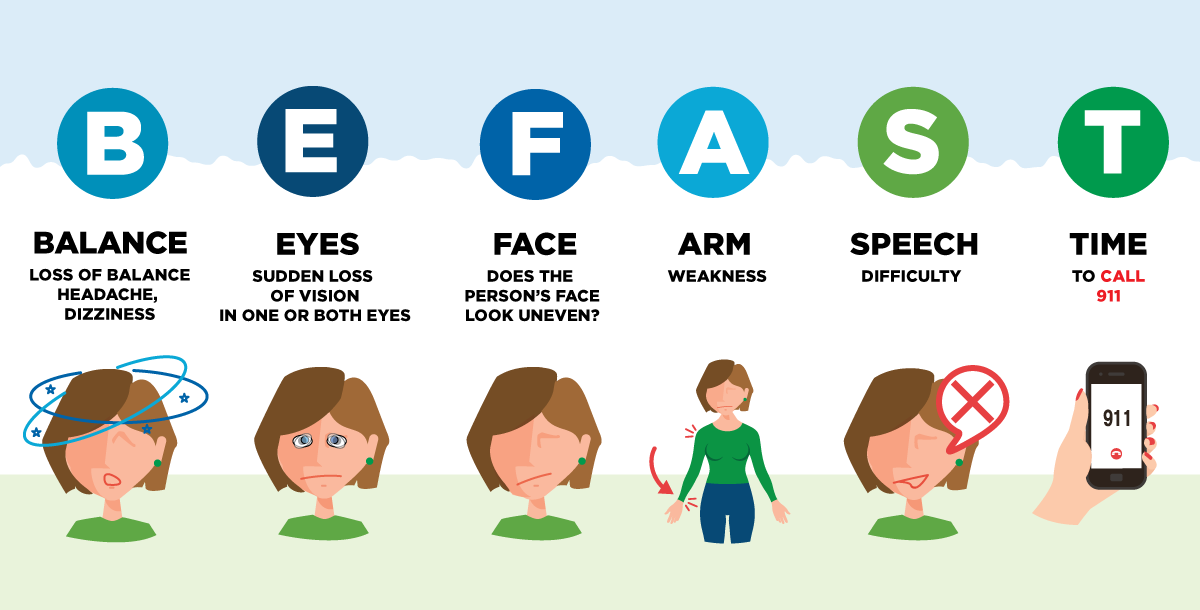 B
E
F
A
S
T
BALANCE
LOSS OF BALANCE
HEADACHE,
DIZZINESS
EYES
SUDDEN LOSS
OF VISION
IN ONE OR BOTH EYES
FACE
DOES THE
PERSON'S FACE
LOOK UNEVEN?
ARM
WEAKNESS
SPEECH
DIFFICULTY
TIME
TO CALL
911
911